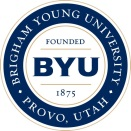 BRIGHAM YOUNG UNIVERSITY
FOUNDED
BYU
1875
PROVO, UTAH